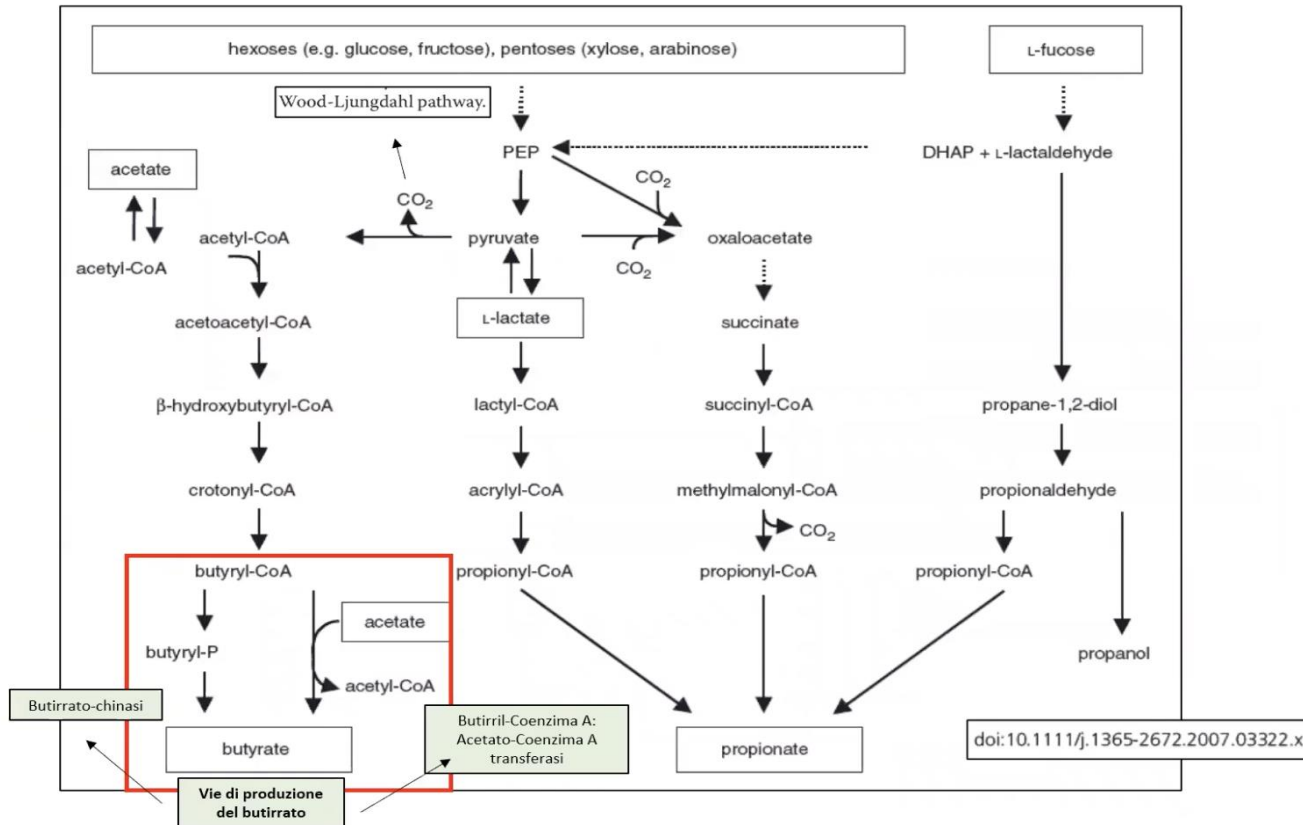 hexoses (e.g. glucose, fructose), pentoses (xylose, arabinose)
L-fucose
Wood-Ljungdahl pathway.
PEP
DHAP + L-lactaldehyde
acetate
CO2
CO2
acetyl-CoA
pyruvate
oxaloacetate
acetyl-CoA
CO2
acetoacetyl-CoA
L-lactate
succinate
β-hydroxybutyryl-CoA
lactyl-CoA
succinyl-CoA
propane-1,2-diol
crotonyl-CoA
acrylyl-CoA
methylmalonyl-CoA
propionaldehyde
CO2
butyryl-CoA
propionyl-CoA
propionyl-CoA
propionyl-CoA
acetate
butyryl-P
propanol
acetyl-CoA
Butirrato-chinasi
butyrate
Butirril-Coenzima A:
Acetato-Coenzima A
transferasi
propionate
doi:10.1111/j.1365-2672.2007.03322.x
Vie di produzione
del butirrato